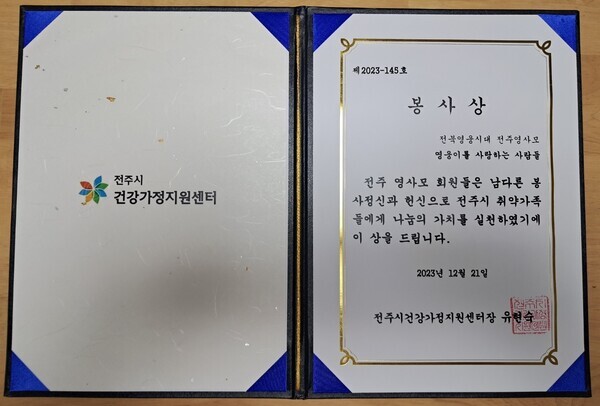 전주시
건강가정지원센터
제2023-145호
봉 사 상
전북영웅시대 전주영사모
영웅이를 사랑하는 사람들
전주 영사모 회원들은 남다른 봉
사정신과 헌신으로 전주시 취약가족
들에게 나눔의 가치를 실천하였기에
이 상을 드립니다.
2023년 12월 21일
전주시건강가정지원센터장 유현숙